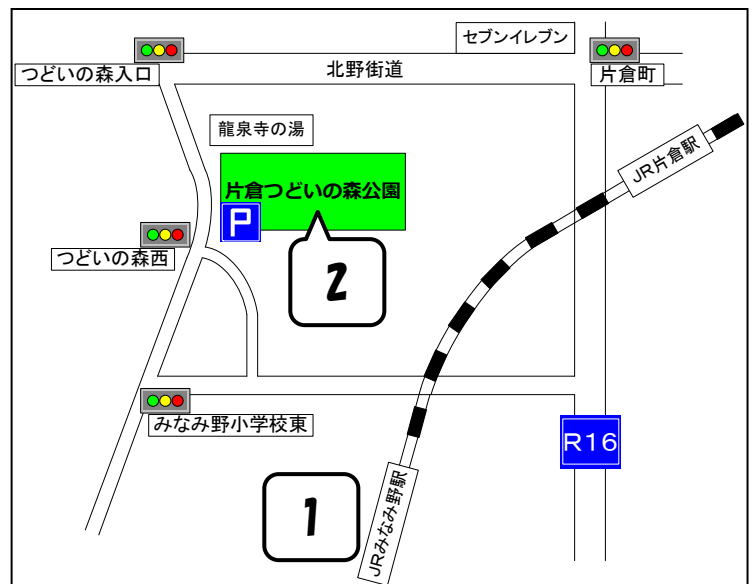 セブンイレブン
つどいの森入口
北野街道
片倉町
龍泉寺の湯
JR片倉駅
片倉つどいの森公園
P
つどいの森西
2
みなみ野小学校東
R16
1
JRみなみ野駅